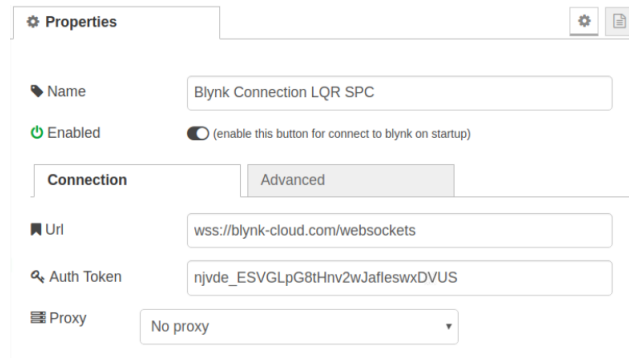 Properties
Name
Blynk Connection LQR SPC
Enabled
(enable this button for connect to blynk on startup)
Connection
Advanced
Url
wss://blynk-cloud.com/websockets
Auth Token
njvde_ESVGLpG8tHnv2wJafIeswxDVUS
Proxy
No proxy